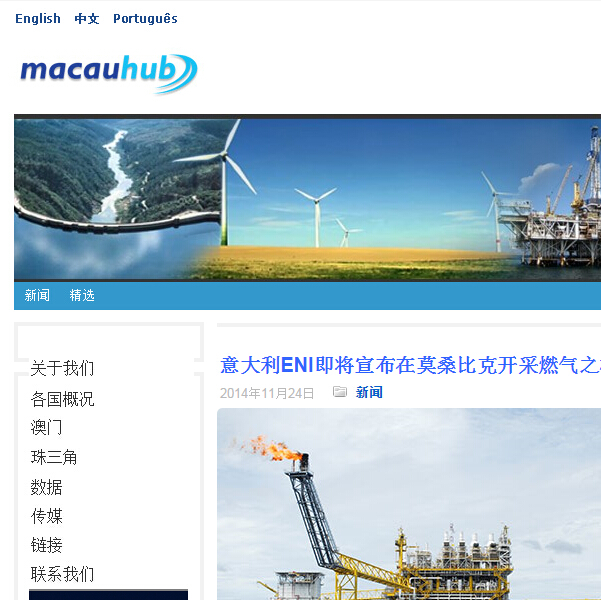 English 中文 Português
macauhub
新闻 精选
意大利ENI即将宣布在莫桑比克开采燃气之
2014年11月24日 新闻
关于我们
各国概况
澳门
珠三角
数据
传媒
链接
联系我们